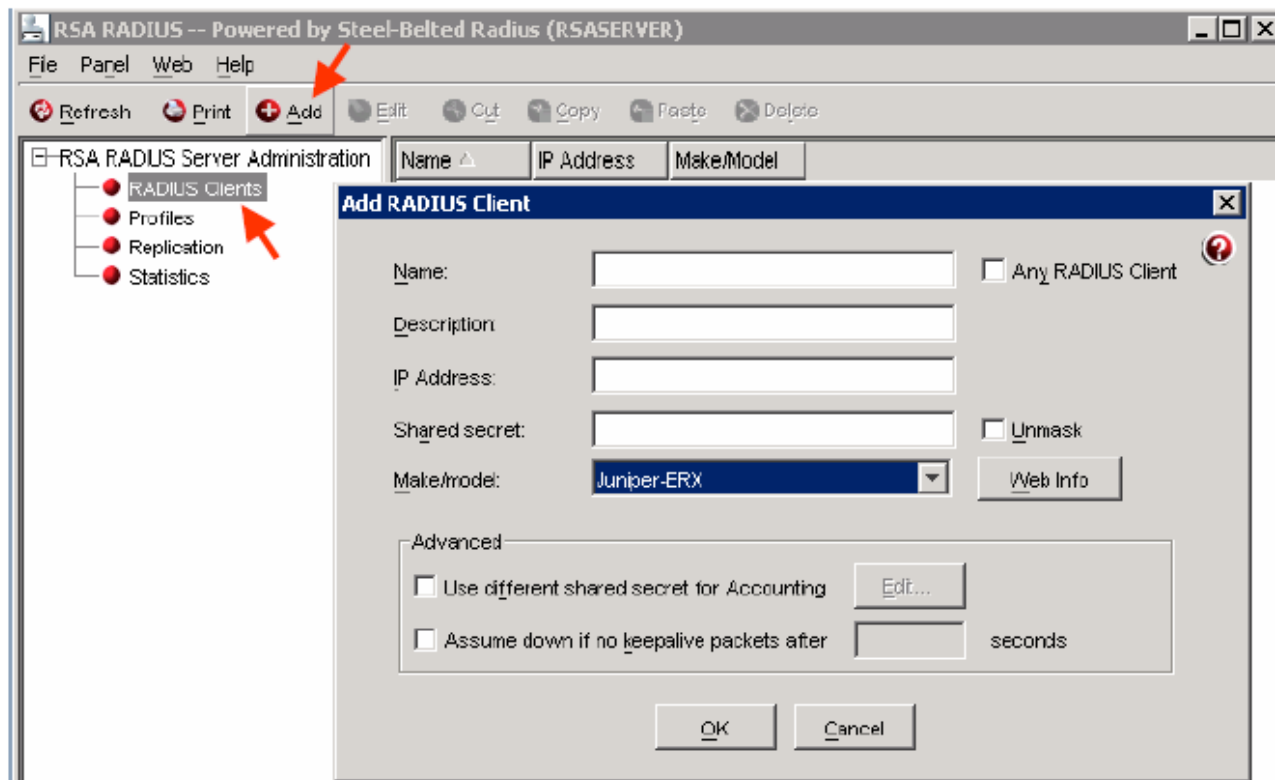 RSA RADIUS -- Powered by Steel-Belted Radius (RSASERVER)
File Panel Web Help
Refresh Print Add Edit Cut Copy Paste Delete
RSA RADIUS Server Administration
Name IP Address Make/Model
RADIUS Clients
Profiles
Replication
Statistics
Add RADIUS Client
Name: Any RADIUS Client
Description:
IP Address:
Shared secret: Unmask
Make/model: Juniper-ERX Web Info
Advanced
Use different shared secret for Accounting Edit...
Assume down if no keepalive packets after seconds
OK Cancel